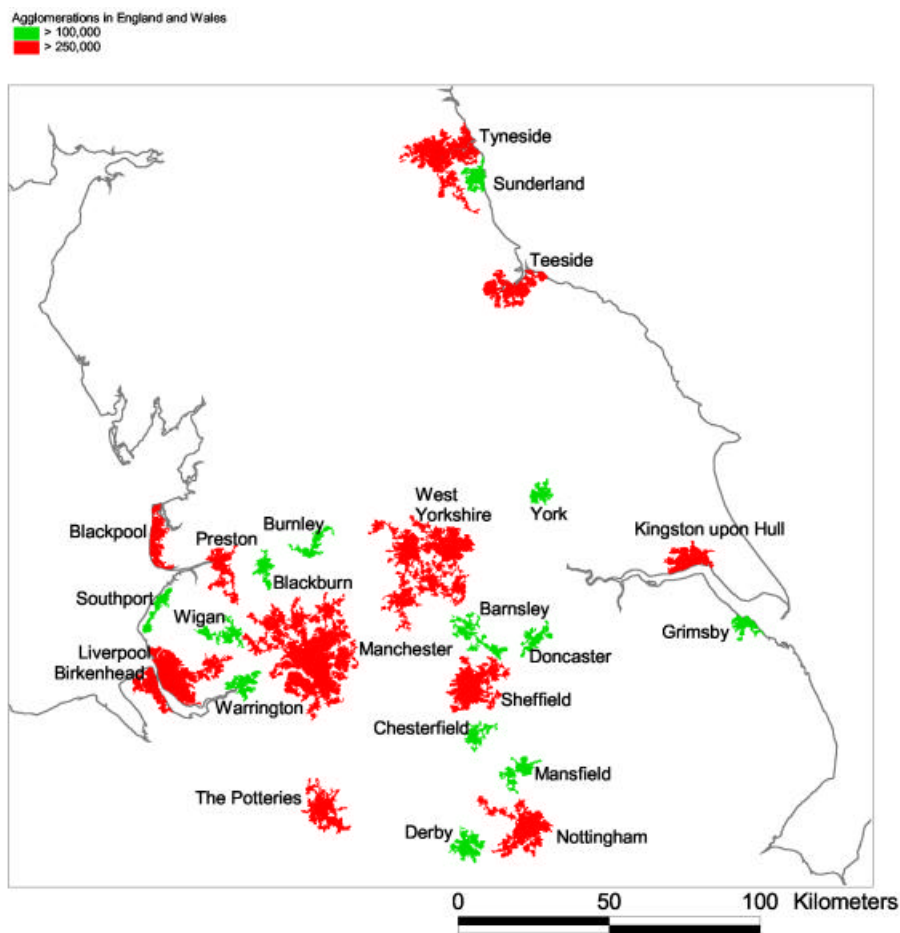 Agglomerations in England and Wales
> 100,000
> 250,000
Tyneside
Sunderland
Teeside
West
Yorkshire
York
Kingston upon Hull
Blackpool
Preston
Burnley
Blackburn
Southport
Wigan
Barnsley
Grimsby
Liverpool
Birkenhead
Manchester
Doncaster
Warrington
Sheffield
Chesterfield
Mansfield
The Potteries
Derby
Nottingham
0 50 100 Kilometers